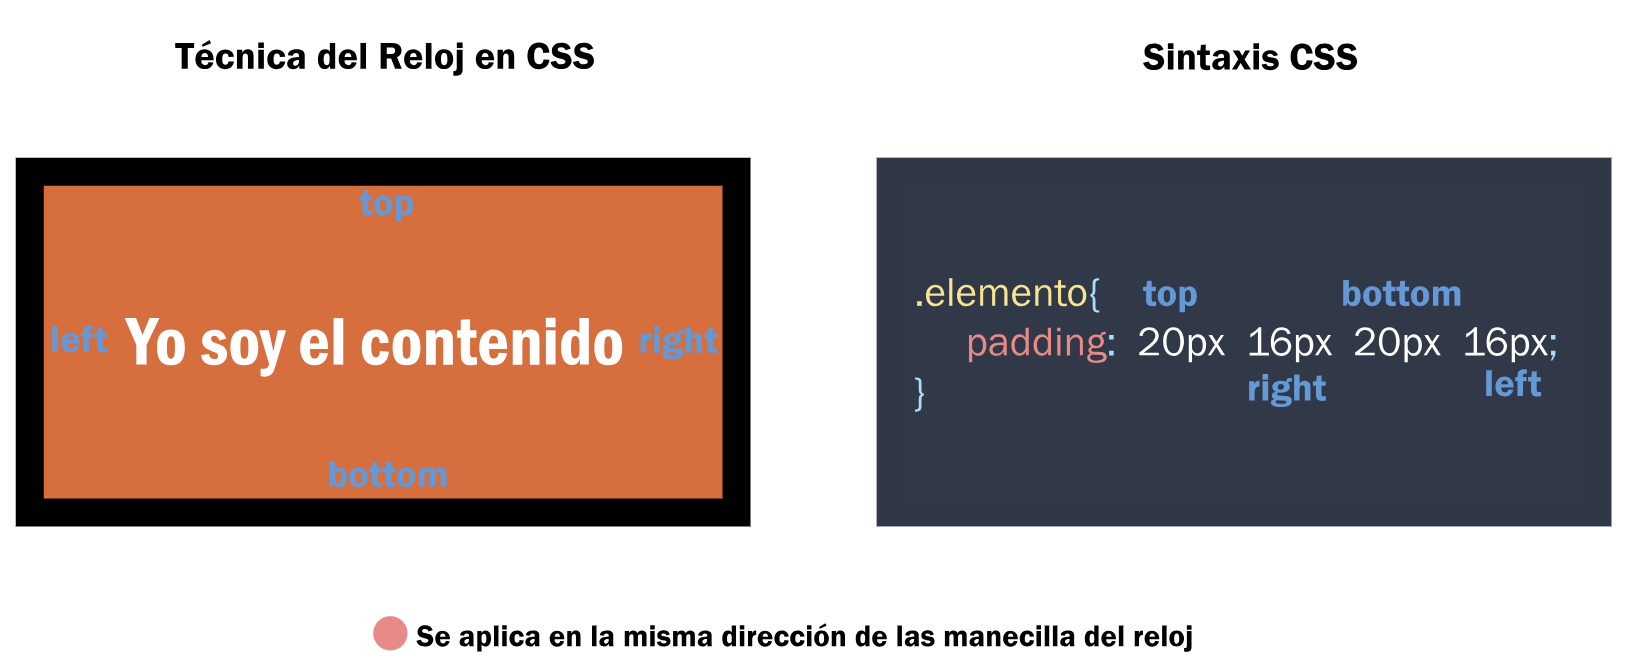 Técnica del Reloj en CSS
top
left Yo soy el contenido right
bottom
Sintaxis CSS
.elemento{ top bottom
padding: 20px 16px 20px 16px;
} right left
Se aplica en la misma dirección de las manecilla del reloj